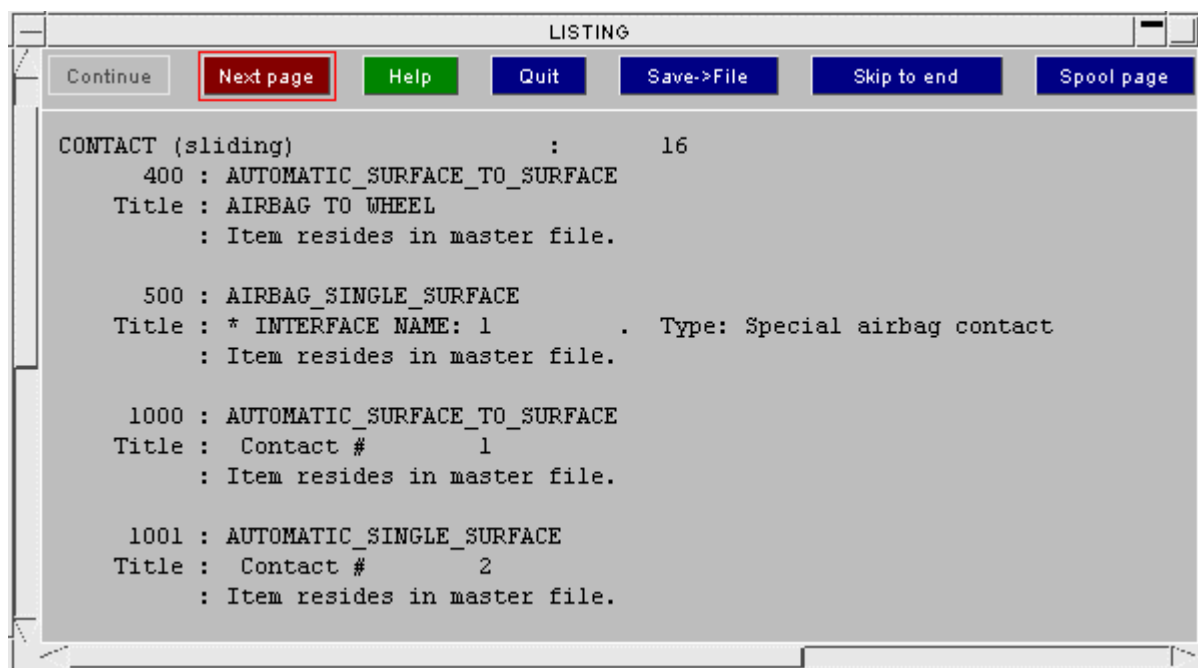 LISTING
Continue Next page Help Quit Save->File Skip to end Spool page
CONTACT (sliding) : 16
400 : AUTOMATIC_SURFACE_TO_SURFACE
Title : AIRBAG TO WHEEL
: Item resides in master file.
500 : AIRBAG_SINGLE_SURFACE
Title : * INTERFACE NAME: 1 . Type: Special airbag contact
: Item resides in master file.
1000 : AUTOMATIC_SURFACE_TO_SURFACE
Title : Contact # 1
: Item resides in master file.
1001 : AUTOMATIC_SINGLE_SURFACE
Title : Contact # 2
: Item resides in master file.